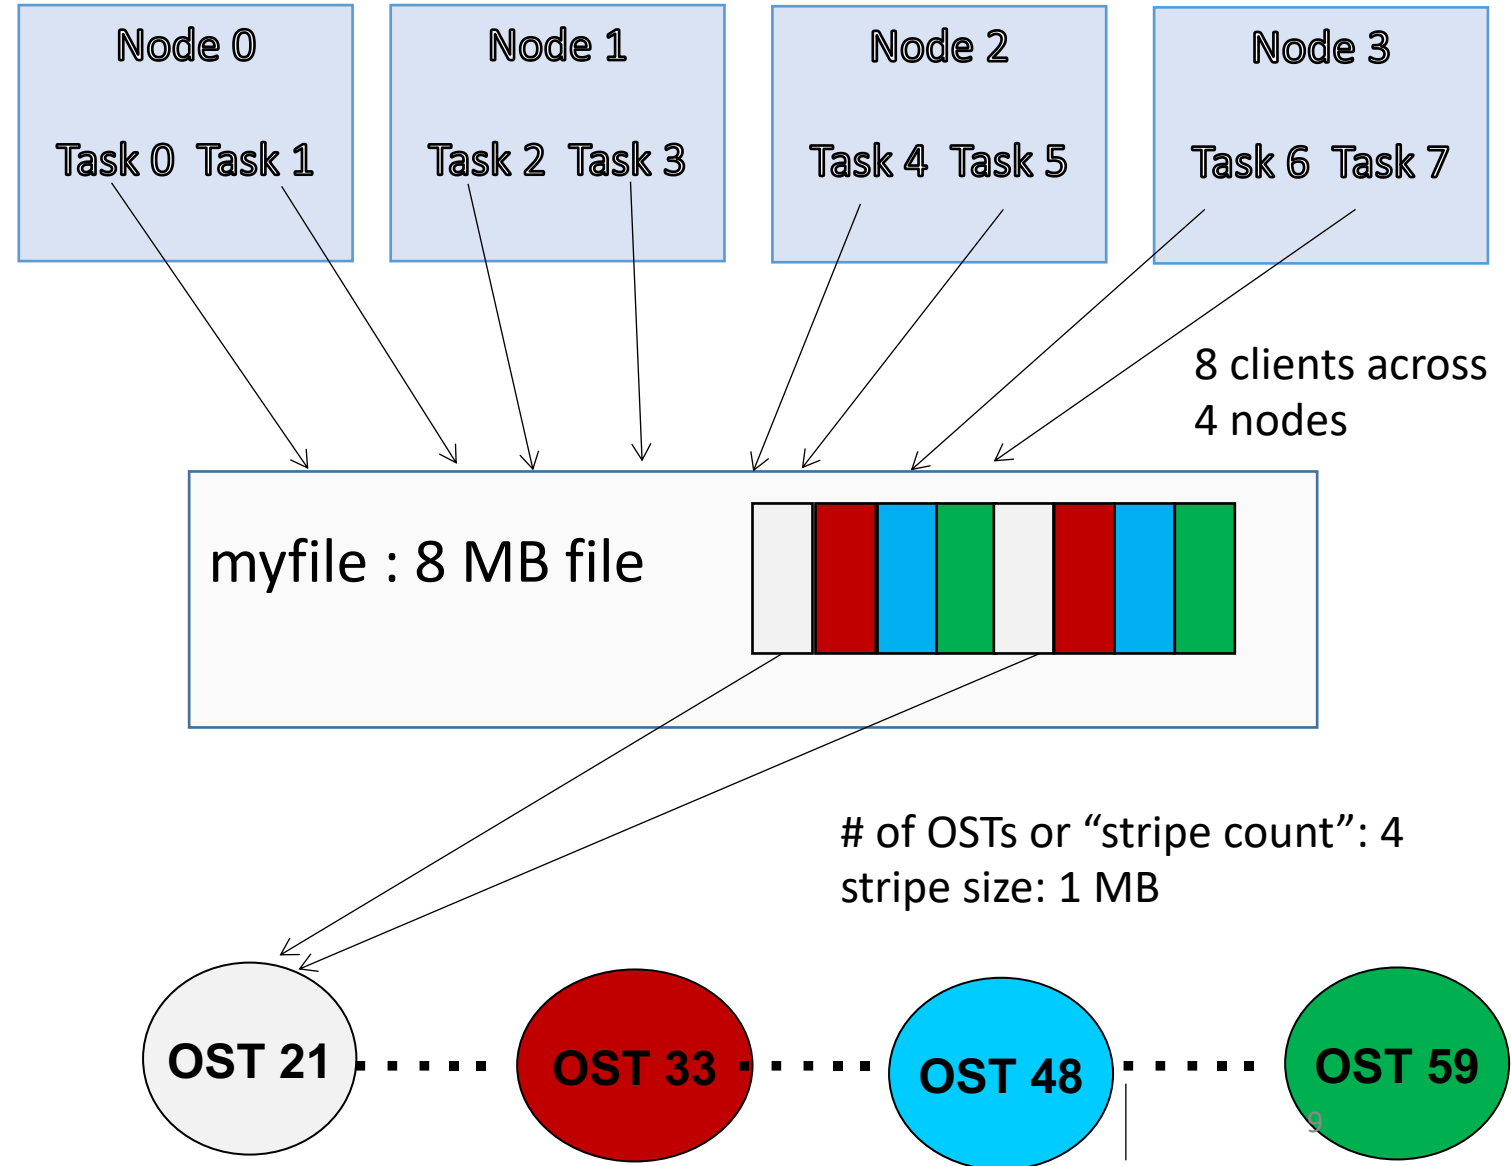 Node 0
Node 1
Node 2
Node 3
Task 0 Task 1
Task 2 Task 3
Task 4 Task 5
Task 6 Task 7
8 clients across
4 nodes
myfile : 8 MB file
# of OSTs or “stripe count”: 4
stripe size: 1 MB
OST 21
OST 33
OST 48
OST 59
9